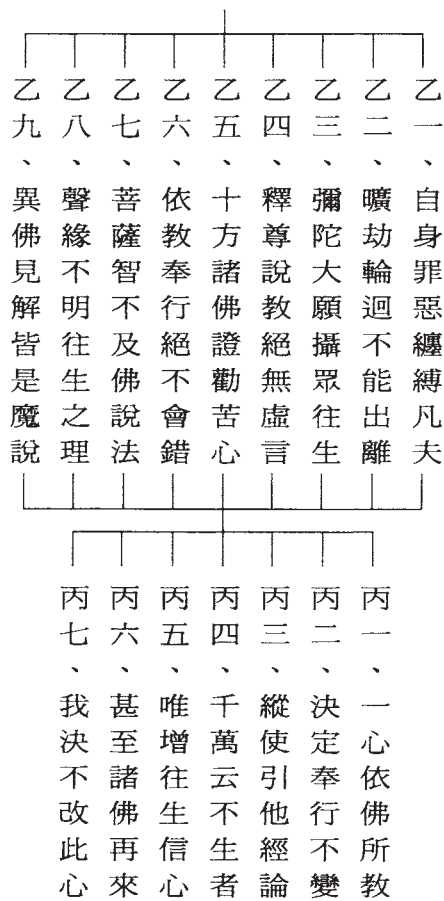 乙一、自身罪惡纏縛凡夫
乙二、曠劫輪迴不能出離
乙三、彌陀大願攝眾往生
乙四、釋尊說教絕無虛言
乙五、十方諸佛證勸苦心
乙六、依教奉行絕不會錯
乙七、菩薩智不及佛說法
乙八、聲緣不明往生之理
乙九、異佛見解皆是魔說
丙一、一心依佛所教
丙二、決定奉行不變
丙三、縱使引他經論
丙四、千萬云不生者
丙五、唯增往生信心
丙六、甚至諸佛再來
丙七、我決不改此心